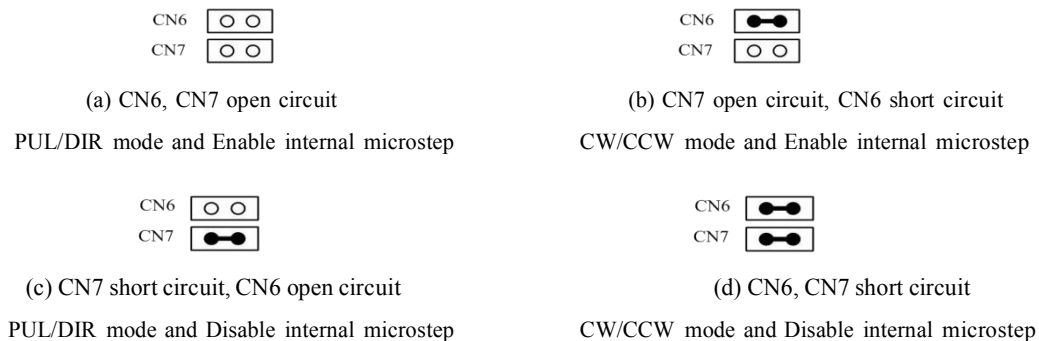 CN6
CN7
(a) CN6, CN7 open circuit
PUL/DIR mode and Enable internal microstep
CN6
CN7
(b) CN7 open circuit, CN6 short circuit
CW/CCW mode and Enable internal microstep
CN6
CN7
(c) CN7 short circuit, CN6 open circuit
PUL/DIR mode and Disable internal microstep
CN6
CN7
(d) CN6, CN7 short circuit
CW/CCW mode and Disable internal microstep